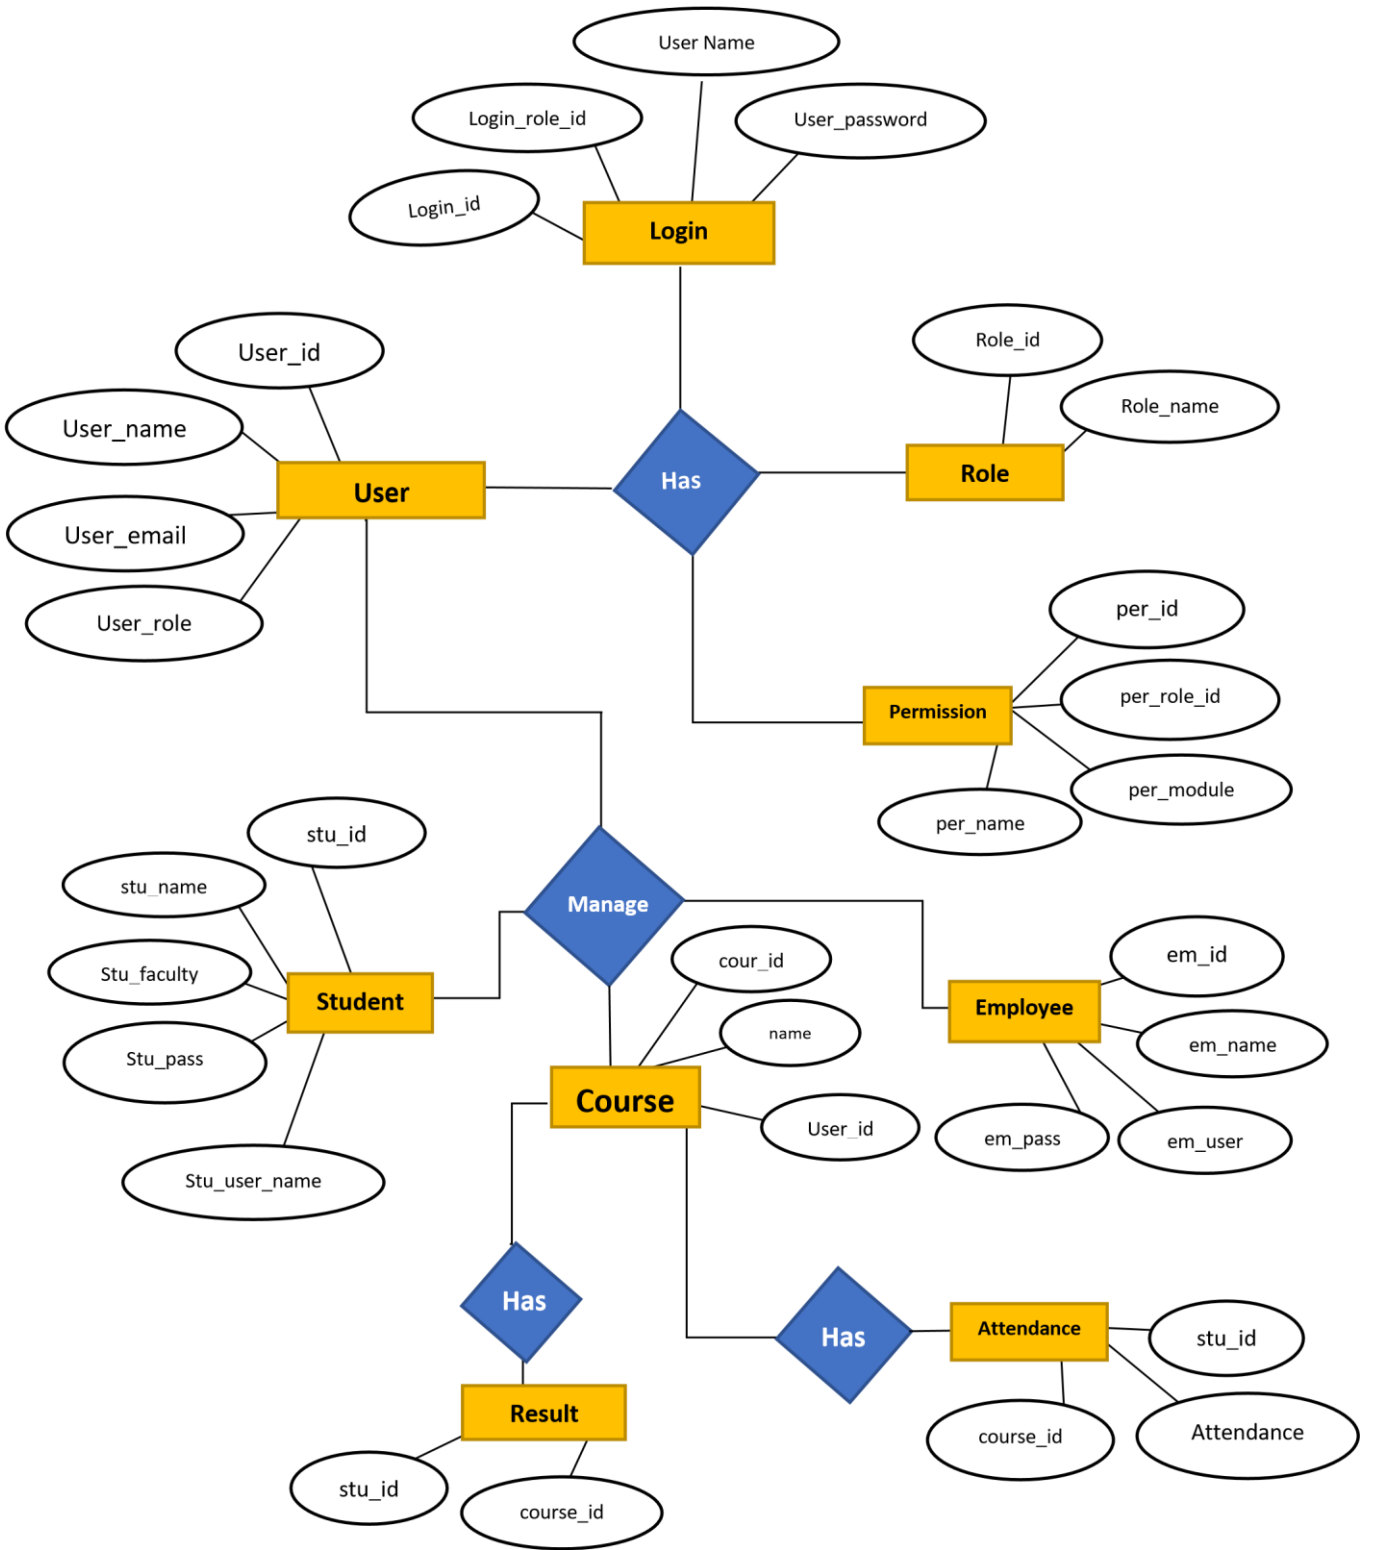 User Name
Login_role_id
User_password
Login_id
Login
User_id
Role_id
Role_name
User_name
Has
Role
User
User_email
User_role
per_id
per_role_id
Permission
per_module
per_name
stu_id
stu_name
Manage
Stu_faculty
cour_id
em_id
Student
Employee
name
em_name
Stu_pass
Course
User_id
em_pass
em_user
Stu_user_name
Has
Has
Attendance
stu_id
Result
course_id
Attendance
stu_id
course_id